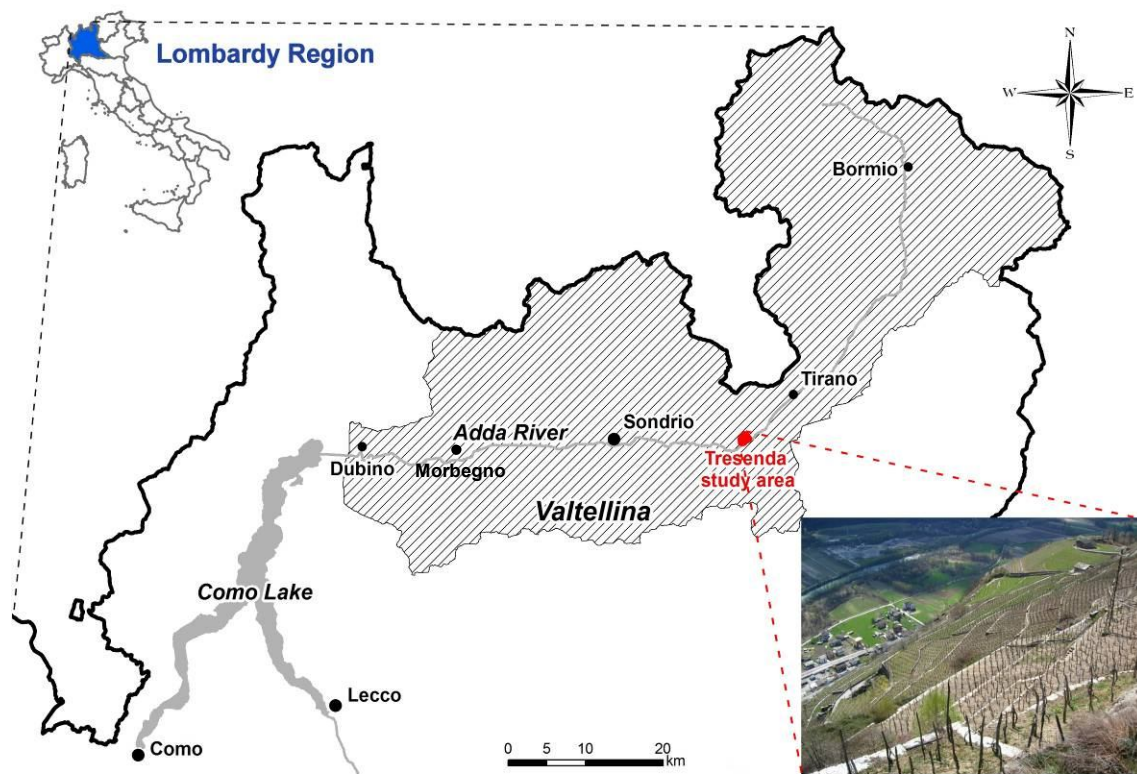 Lombardy Region
N
W
E
S
Bormio
Tirano
Sondrio
Adda River
Dubino
Morbegno
Tresenda
study area
Valtellina
Como Lake
Lecco
Como
0 5 10 20
km